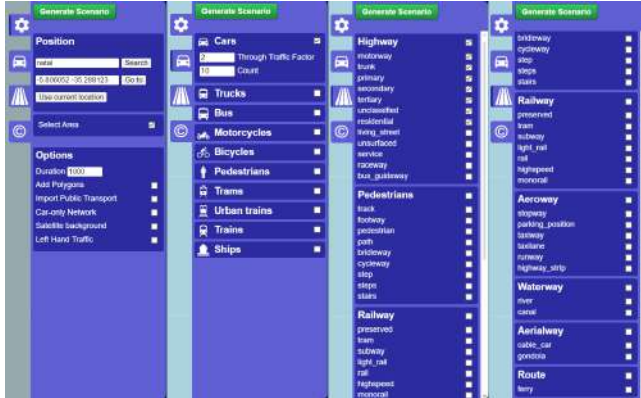 Generate Scenario
Position
natal
Search
-5.806052 -35.288123
Go to
Use current location
Select Area
Options
Duration 1000
Add Polygons
Import Public Transport
Car-only Network
Satellite background
Left Hand Traffic
©
Generate Scenario
Cars
2 Through Traffic Factor
10 Count
Trucks
Bus
Motorcycles
Bicycles
Pedestrians
Trams
Urban trains
Trains
Ships
©
Generate Scenario
Highway
motorway
trunk
primary
secondary
tertiary
unclassified
residential
living_street
unsurfaced
service
raceway
bus_guideway
Pedestrians
track
footway
pedestrian
path
bridleway
cycleway
step
steps
stairs
Railway
preserved
tram
subway
light_rail
rail
highspeed
monorail
©
Generate Scenario
bridleway
cycleway
step
steps
stairs
Railway
preserved
tram
subway
light_rail
rail
highspeed
monorail
Aeroway
stopway
parking_position
taxiway
taxilane
runway
highway_strip
Waterway
river
canal
Aerialway
cable_car
gondola
Route
ferry
©